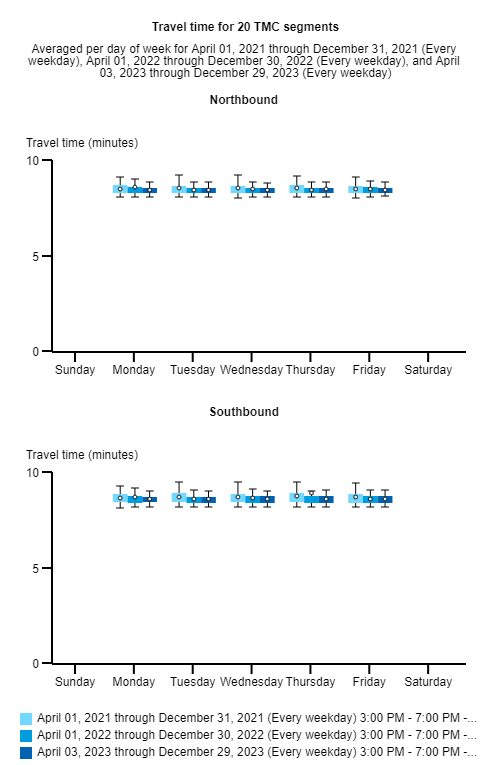 Travel time for 20 TMC segments
Averaged per day of week for April 01, 2021 through December 31, 2021 (Every
weekday), April 01, 2022 through December 30, 2022 (Every weekday), and April
03, 2023 through December 29, 2023 (Every weekday)
Northbound
Travel time (minutes)
10
5
0
Sunday Monday Tuesday Wednesday Thursday Friday Saturday
Southbound
Travel time (minutes)
10
5
0
Sunday Monday Tuesday Wednesday Thursday Friday Saturday
April 01, 2021 through December 31, 2021 (Every weekday) 3:00 PM - 7:00 PM -...
April 01, 2022 through December 30, 2022 (Every weekday) 3:00 PM - 7:00 PM -...
April 03, 2023 through December 29, 2023 (Every weekday) 3:00 PM - 7:00 PM -...